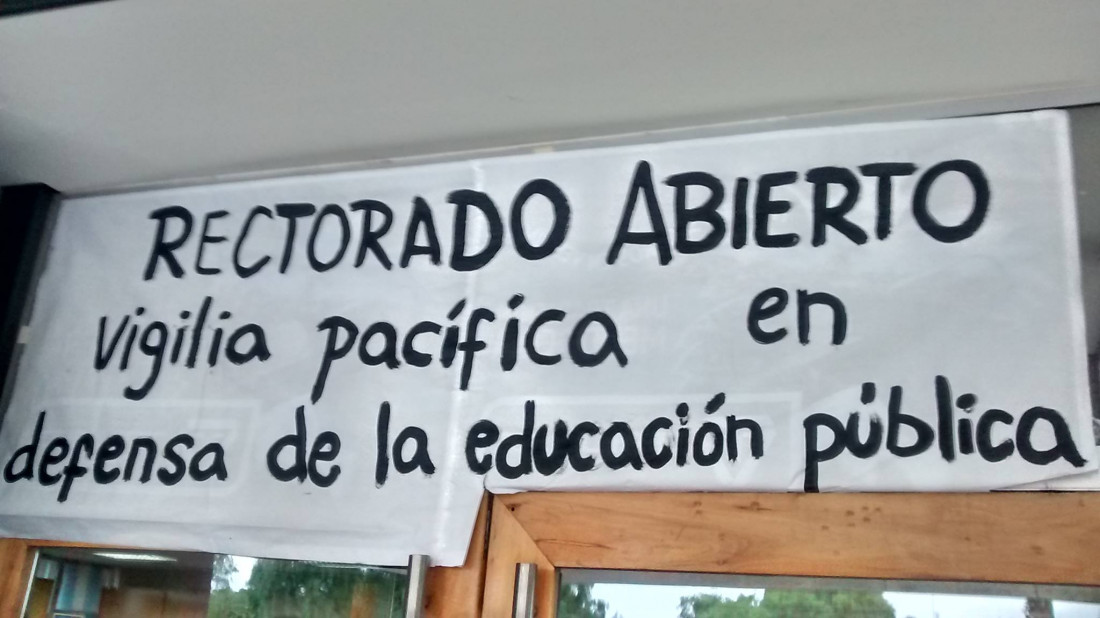 RECTORADO ABIERTO
vigilia pacífica en
defensa de la educación pública